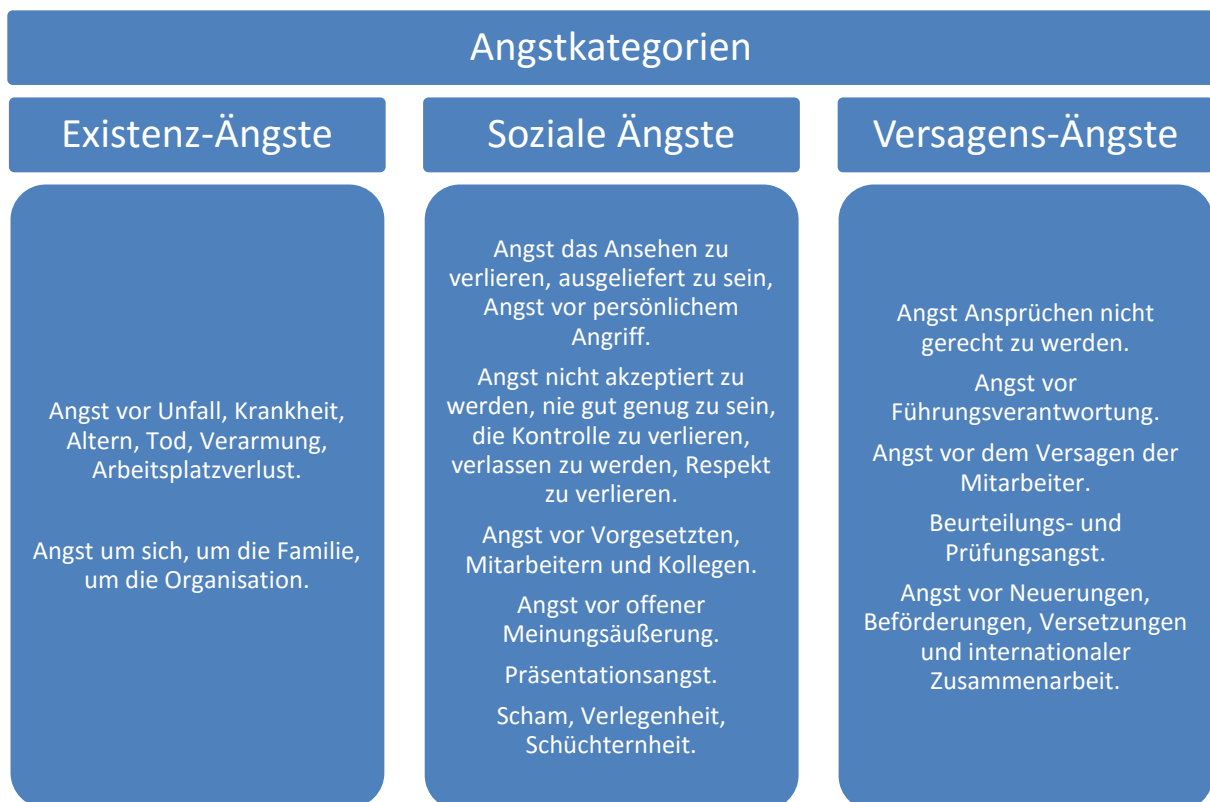 Angstkategorien
Existenz-Ängste
Angst vor Unfall, Krankheit,
Altern, Tod, Verarmung,
Arbeitsplatzverlust.
Angst um sich, um die Familie,
um die Organisation.
Soziale Ängste
Angst das Ansehen zu
verlieren, ausgeliefert zu sein,
Angst vor persönlichem
Angriff.
Angst nicht akzeptiert zu
werden, nie gut genug zu sein,
die Kontrolle zu verlieren,
verlassen zu werden, Respekt
zu verlieren.
Angst vor Vorgesetzten,
Mitarbeitern und Kollegen.
Angst vor offener
Meinungsäußerung.
Präsentationsangst.
Scham, Verlegenheit,
Schüchternheit.
Versagens-Ängste
Angst Ansprüchen nicht
gerecht zu werden.
Angst vor
Führungsverantwortung.
Angst vor dem Versagen der
Mitarbeiter.
Beurteilungs- und
Prüfungsangst.
Angst vor Neuerungen,
Beförderungen, Versetzungen
und internationaler
Zusammenarbeit.